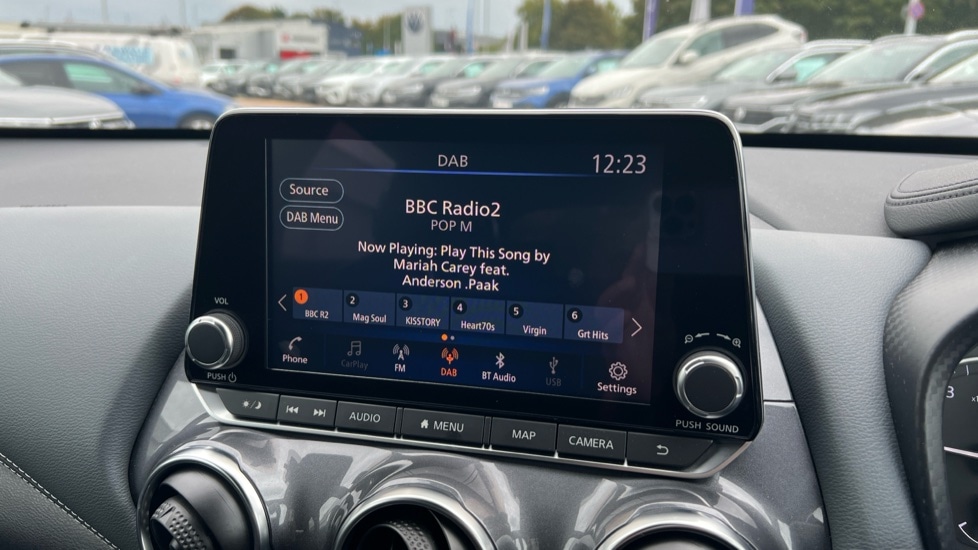 DAB
12:23
Source
DAB Menu
BBC Radio2
POP M
Now Playing: Play This Song by
Mariah Carey feat.
Anderson .Paak
1 2 3 4 5 6
BBC R2 Mag Soul KISSTORY Heart70s Virgin Grt Hits
Phone CarPlay FM DAB BT Audio USB Settings
VOL
PUSH
PUSH SOUND
AUDIO MENU MAP CAMERA
3